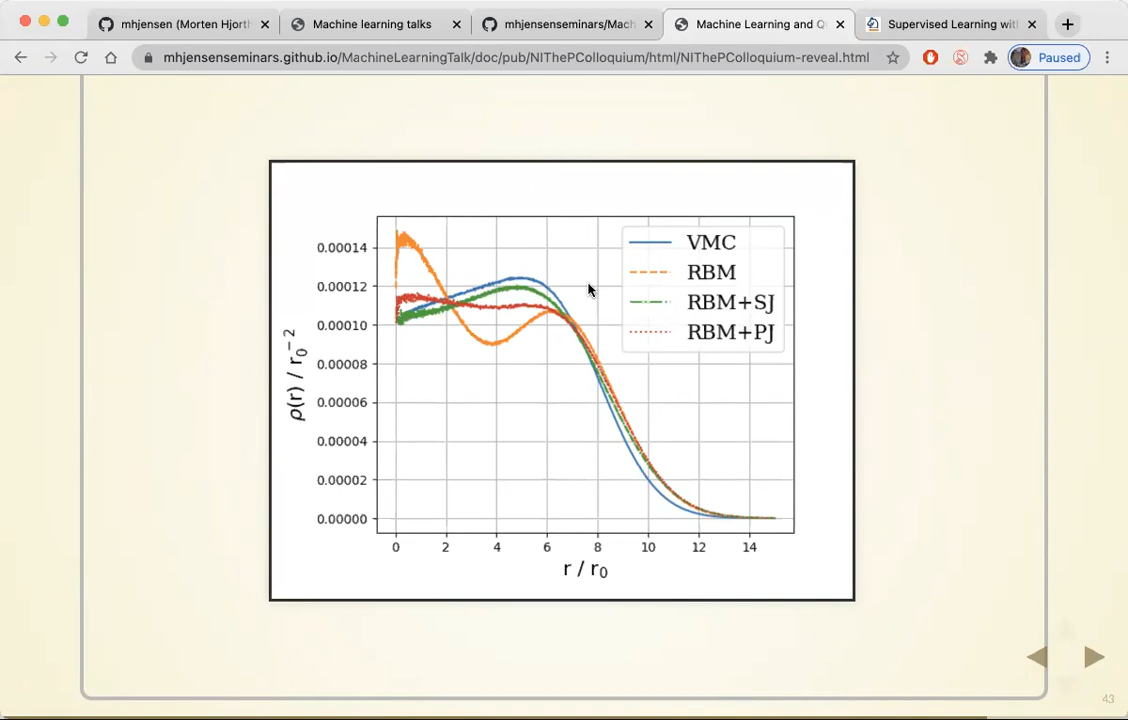 mhjensen (Morten Hjorth
Machine learning talks
mhjensenseminars/Mach
Machine Learning and Q
Supervised Learning wit
mhjensenseminars.github.io/MachineLearningTalk/doc/pub/NIThePColloquium/html/NIThePColloquium-reveal.html
Paused
VMC
RBM
RBM+SJ
RBM+PJ
0.00014
0.00012
0.00010
0.00008
0.00006
0.00004
0.00002
0.00000
ρ(r) / r₀⁻²
0 2 4 6 8 10 12 14
r / r₀
43